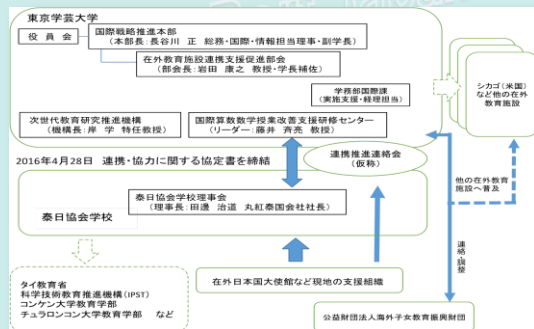 東京学芸大学
役員会
国際戦略推進本部
(本部長：長谷川 正 総務・国際・情報担当理事・副学長)
在外教育施設連携支援促進部会
(部会長：岩田 康之 教授・学長補佐)
学務部国際課
(実施支援・経理担当)
シカゴ(米国)
など他の在外
教育施設
次世代教育研究推進機構
(機構長：岸 学 特任教授)
国際算数数学授業改善支援研修センター
(リーダー：藤井 斉亮 教授)
2016年4月28日 連携・協力に関する協定書を締結
連携推進連絡会
(仮称)
他の在外教育
施設へ普及
泰日協会学校理事会
(理事長：田邊 治道 丸紅泰国会社社長)
泰日協会学校
連絡・調整
タイ教育省
科学技術教育推進機構(IPST)
コンケン大学教育学部
チュラロンコン大学教育学部 など
在外日本国大使館など現地の支援組織
公益財団法人海外子女教育振興財団